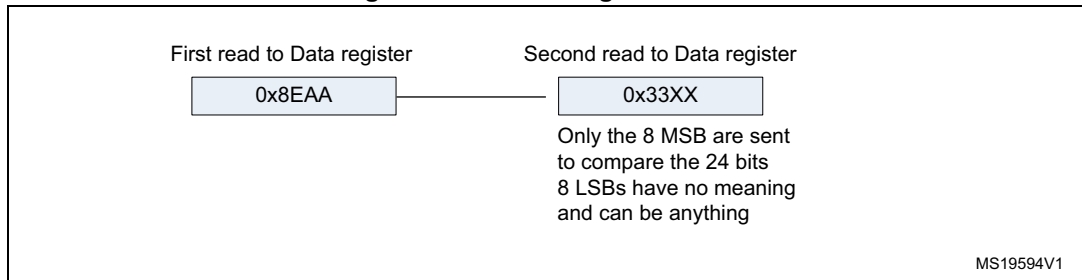 First read to Data register
Second read to Data register
0x8EAA
0x33XX
Only the 8 MSB are sent
to compare the 24 bits
8 LSBs have no meaning
and can be anything
MS19594V1